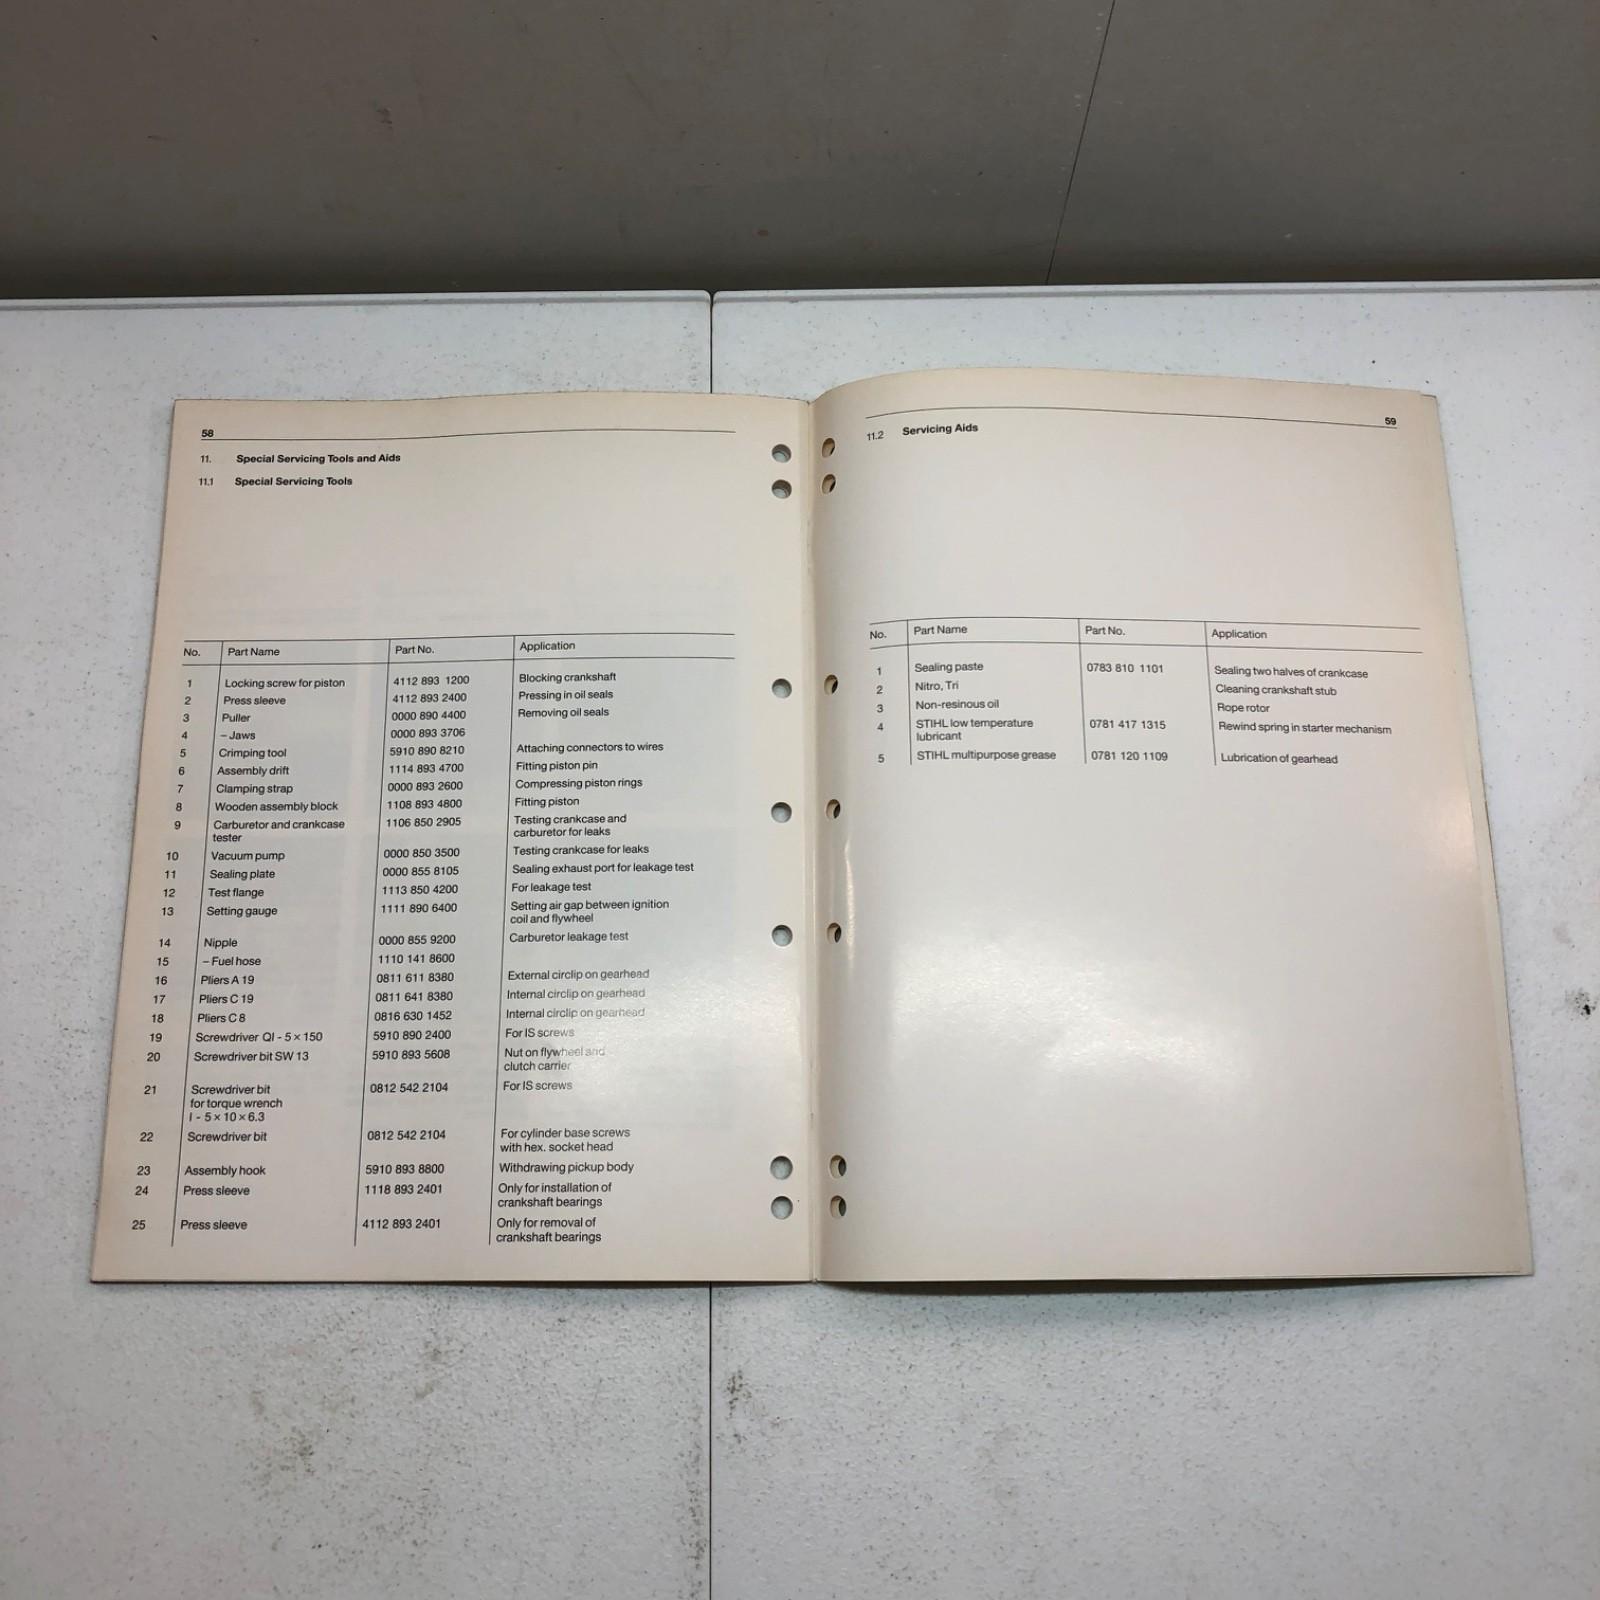 58
11. Special Servicing Tools and Aids
11.1 Special Servicing Tools
No. Part Name Part No. Application
1 Locking screw for piston 4112 893 1200 Blocking crankshaft
2 Press sleeve 4112 893 2400 Pressing in oil seals
3 Puller 0000 890 4400 Removing oil seals
4 – Jaws 0000 893 3706
5 Crimping tool 5910 890 8210 Attaching connectors to wires
6 Assembly drift 1114 893 4700 Fitting piston pin
7 Clamping strap 0000 893 2600 Compressing piston rings
8 Wooden assembly block 1108 893 4800 Fitting piston
9 Carburetor and crankcase 1106 850 2905 Testing crankcase and
tester carburetor for leaks
10 Vacuum pump 0000 850 3500 Testing crankcase for leaks
11 Sealing plate 0000 855 8105 Sealing exhaust port for leakage test
12 Test flange 1113 850 4200 For leakage test
13 Setting gauge 1111 890 6400 Setting air gap between ignition
coil and flywheel
14 Nipple 0000 855 9200 Carburetor leakage test
15 – Fuel hose 1110 141 8600
16 Pliers A 19 0811 611 8380 External circlip on gearhead
17 Pliers C 19 0811 641 8380 Internal circlip on gearhead
18 Pliers C 8 0816 630 1452 Internal circlip on gearhead
19 Screwdriver QI - 5 × 150 5910 890 2400 For IS screws
20 Screwdriver bit SW 13 5910 893 5608 Nut on flywheel and
clutch carrier
21 Screwdriver bit 0812 542 2104 For IS screws
for torque wrench
I - 5 × 10 × 6.3
22 Screwdriver bit 0812 542 2104 For cylinder base screws
with hex. socket head
23 Assembly hook 5910 893 8800 Withdrawing pickup body
24 Press sleeve 1118 893 2401 Only for installation of
crankshaft bearings
25 Press sleeve 4112 893 2401 Only for removal of
crankshaft bearings
59
11.2 Servicing Aids
No. Part Name Part No. Application
1 Sealing paste 0783 810 1101 Sealing two halves of crankcase
2 Nitro, Tri Cleaning crankshaft stub
3 Non-resinous oil Rope rotor
4 STIHL low temperature 0781 417 1315 Rewind spring in starter mechanism
lubricant
5 STIHL multipurpose grease 0781 120 1109 Lubrication of gearhead